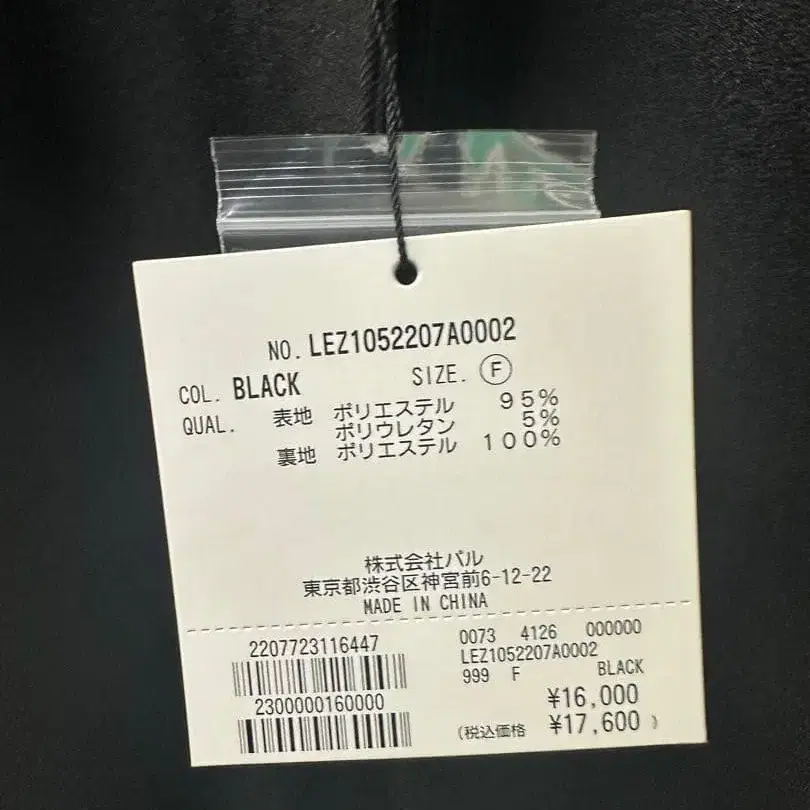 NO. LEZ1052207A0002
COL. BLACK SIZE. F
QUAL. 表地 ポリエステル 95%
ポリウレタン 5%
裏地 ポリエステル 100%
株式会社パル
東京都渋谷区神宮前6-12-22
MADE IN CHINA
2207723116447
2300000160000
0073 4126 000000
LEZ1052207A0002
999 F BLACK
¥16,000
(税込価格 ¥17,600 )